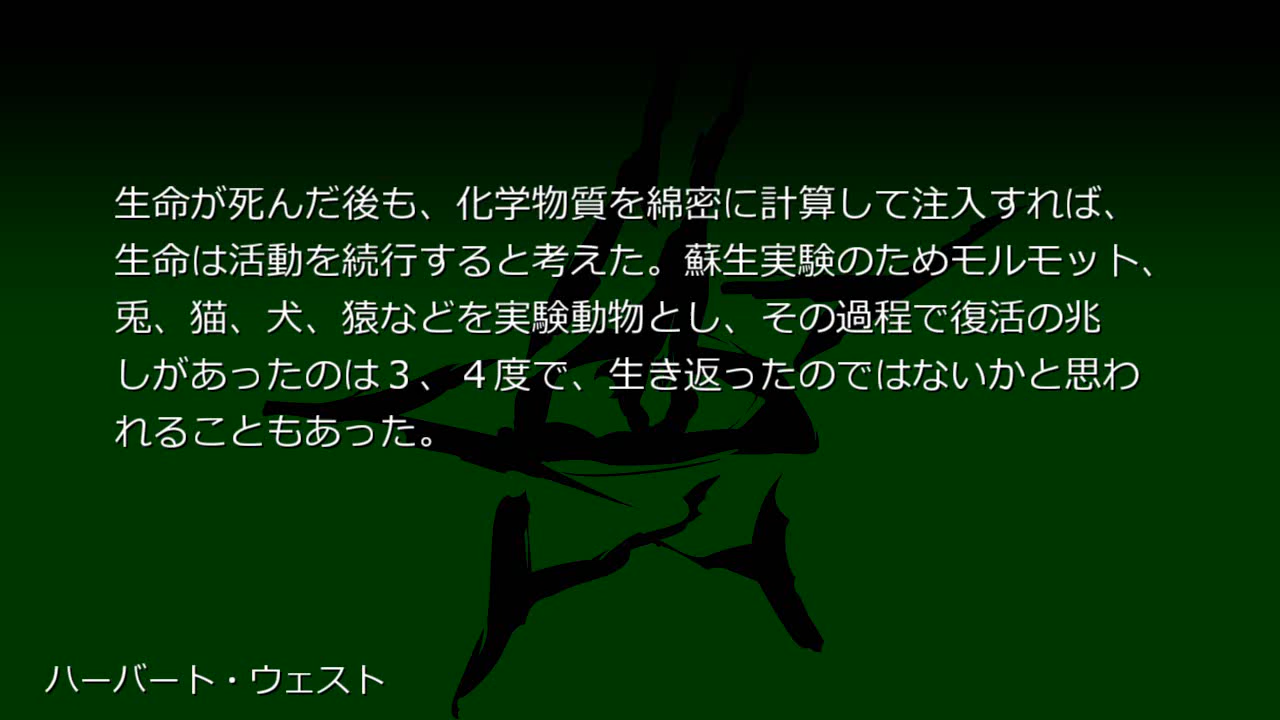 生命が死んだ後も、化学物質を綿密に計算して注入すれば、
生命は活動を続行すると考えた。蘇生実験のためモルモット、
兎、猫、犬、猿などを実験動物とし、その過程で復活の兆
しがあったのは３、４度で、生き返ったのではないかと思わ
れることもあった。
ハーバート・ウェスト